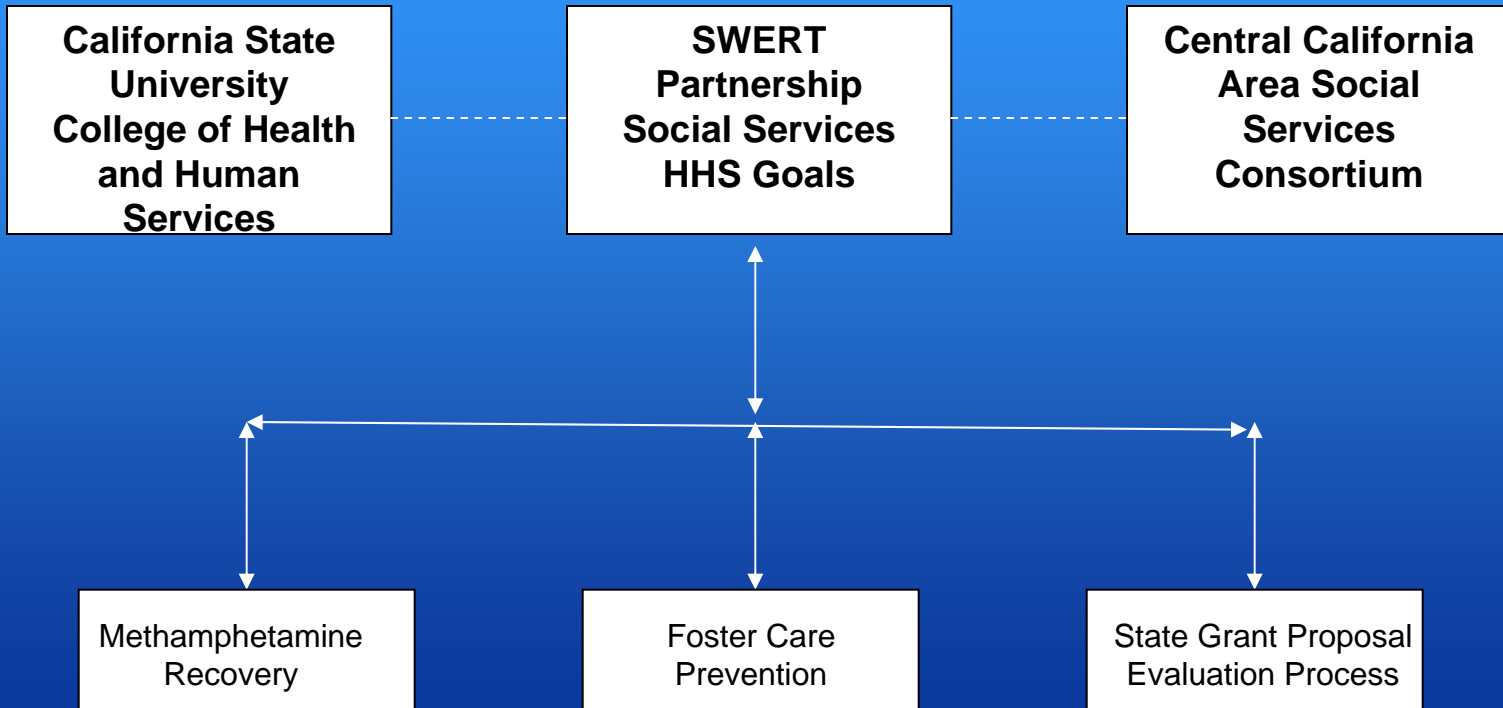 California State
University
College of Health
and Human
Services
SWERT
Partnership
Social Services
HHS Goals
Central California
Area Social
Services
Consortium
Methamphetamine
Recovery
Foster Care
Prevention
State Grant Proposal
Evaluation Process